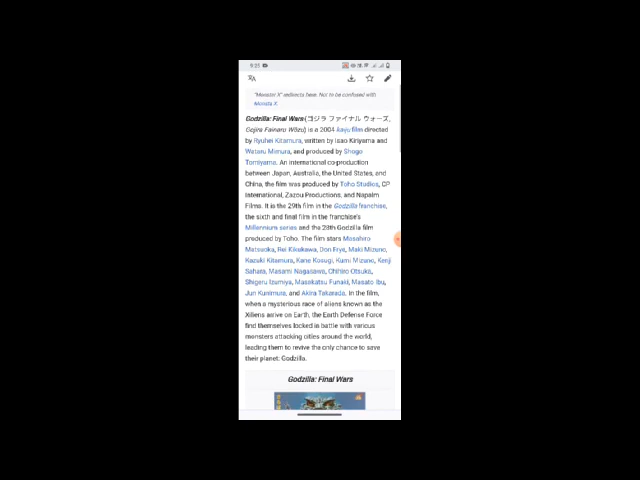 9:21
"Monster X" redirects here. Not to be confused with
Monsta X.
Godzilla: Final Wars (ゴジラ ファイナル ウォーズ,
Gojira Fainaru Wōzu) is a 2004 kaiju film directed
by Ryuhei Kitamura, written by Isao Kiriyama and
Wataru Mimura, and produced by Shogo
Tomiyama. An international co-production
between Japan, Australia, the United States, and
China, the film was produced by Toho Studios, CP
International, Zazou Productions, and Napalm
Films. It is the 29th film in the Godzilla franchise,
the sixth and final film in the franchise's
Millennium series and the 28th Godzilla film
produced by Toho. The film stars Masahiro
Matsuoka, Rei Kikukawa, Don Frye, Maki Mizuno,
Kazuki Kitamura, Kane Kosugi, Kumi Mizuno, Kenji
Sahara, Masami Nagasawa, Chihiro Otsuka,
Shigeru Izumiya, Masakatsu Funaki, Masato Ibu,
Jun Kunimura, and Akira Takarada. In the film,
when a mysterious race of aliens known as the
Xiliens arrive on Earth, the Earth Defense Force
find themselves locked in battle with various
monsters attacking cities around the world,
leading them to revive the only chance to save
their planet: Godzilla.
Godzilla: Final Wars